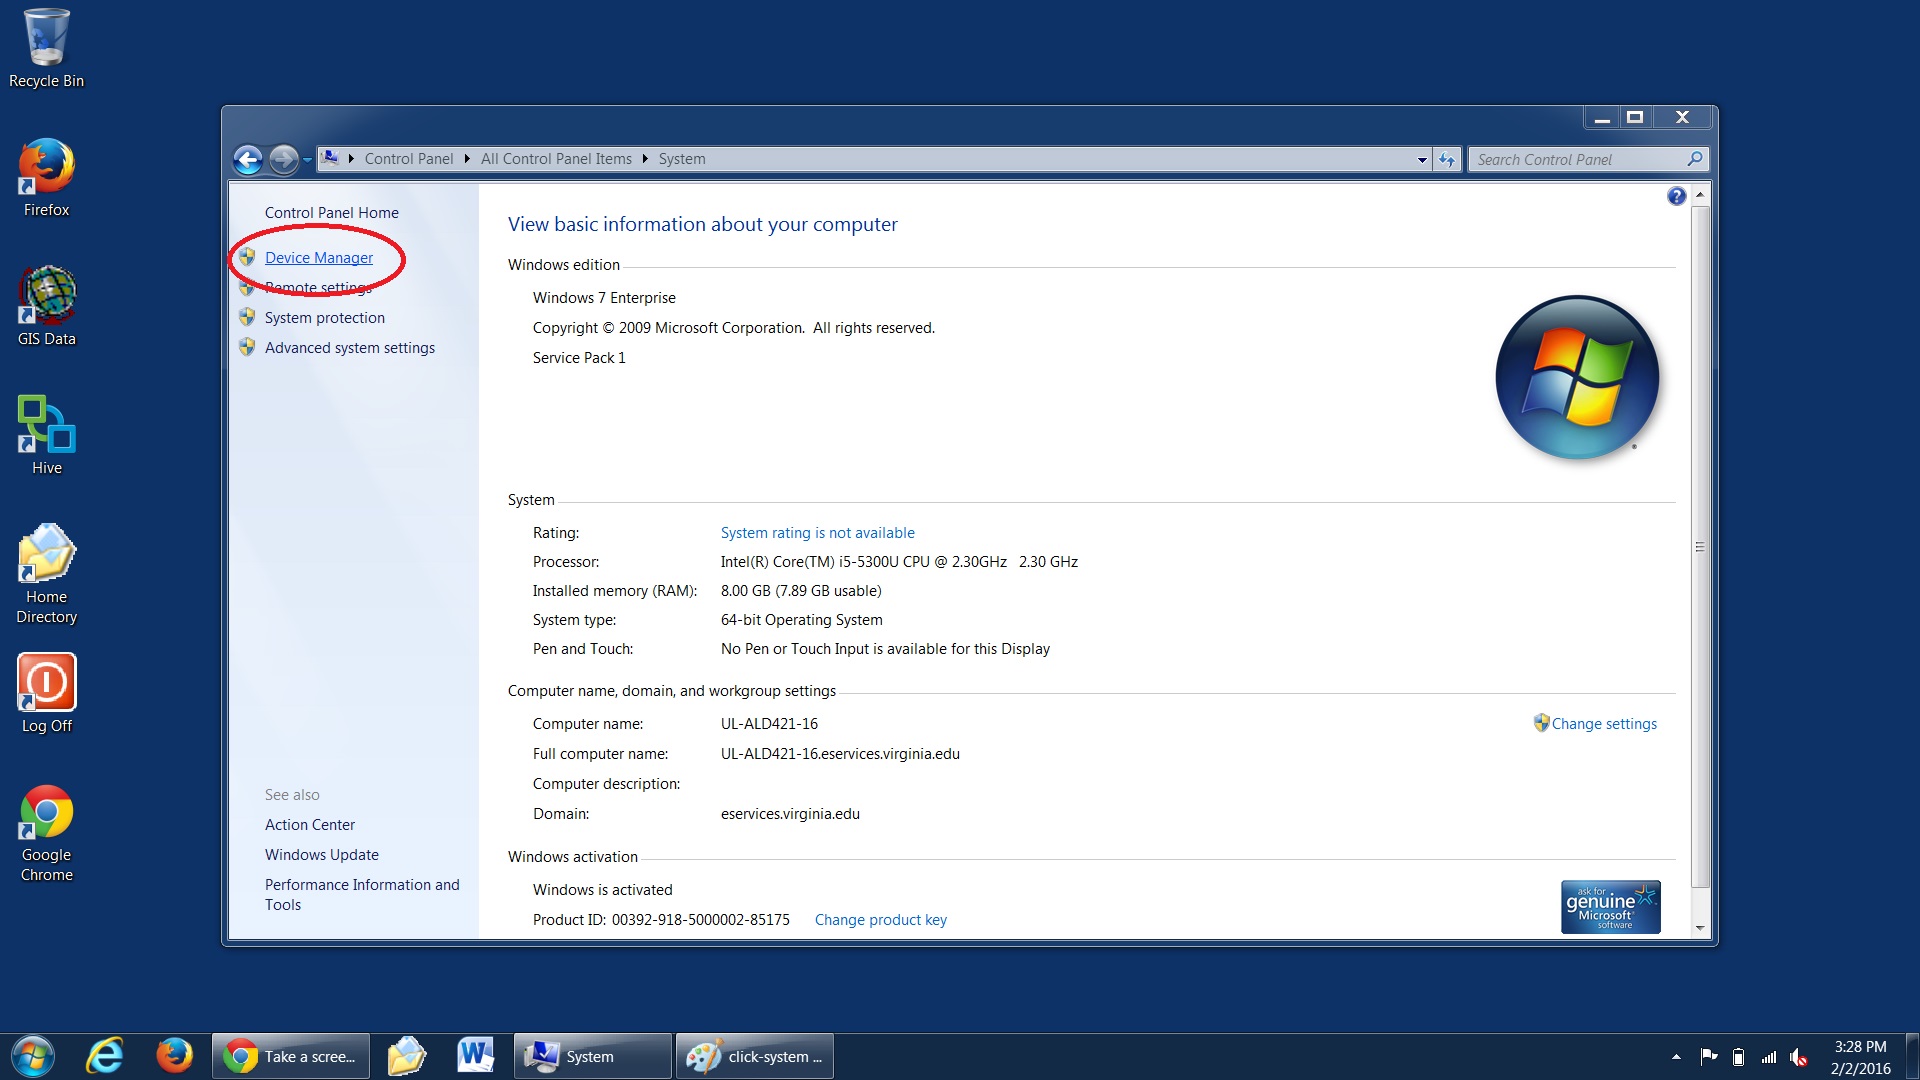 Recycle Bin
Firefox
GIS Data
Hive
Home
Directory
Log Off
Google
Chrome
Control Panel
All Control Panel Items
System
Search Control Panel
Control Panel Home
Device Manager
Remote settings
System protection
Advanced system settings
See also
Action Center
Windows Update
Performance Information and
Tools
View basic information about your computer
Windows edition
Windows 7 Enterprise
Copyright © 2009 Microsoft Corporation.  All rights reserved.
Service Pack 1
System
Rating: System rating is not available
Processor: Intel(R) Core(TM) i5-5300U CPU @ 2.30GHz   2.30 GHz
Installed memory (RAM): 8.00 GB (7.89 GB usable)
System type: 64-bit Operating System
Pen and Touch: No Pen or Touch Input is available for this Display
Computer name, domain, and workgroup settings
Computer name: UL-ALD421-16 Change settings
Full computer name: UL-ALD421-16.eservices.virginia.edu
Computer description:
Domain: eservices.virginia.edu
Windows activation
Windows is activated
Product ID: 00392-918-5000002-85175 Change product key
ask for
genuine
Microsoft
software
Take a scree...
System
click-system ...
3:28 PM
2/2/2016